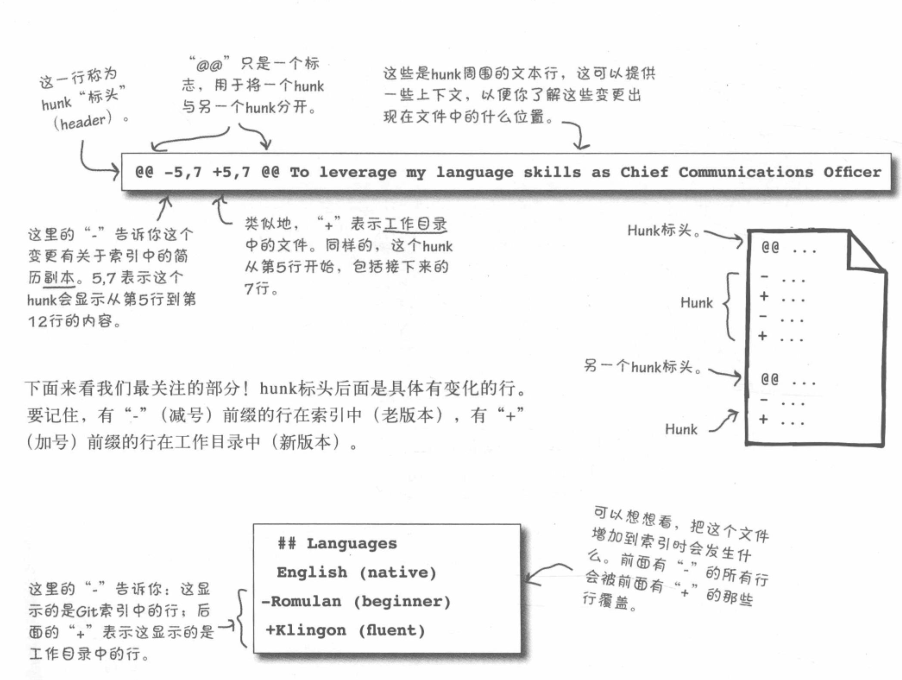 这一行称为
hunk“标头”
（header）。
“@@”只是一个标
志，用于将一个hunk
与另一个hunk分开。
这些是hunk周围的文本行，这可以提供
一些上下文，以便你了解这些变更出
现在文件中的什么位置。
@@ -5,7 +5,7 @@ To leverage my language skills as Chief Communications Officer
这里的“-”告诉你这个
变更有关于索引中的简
历副本。5,7 表示这个
hunk会显示从第5行到第
12行的内容。
类似地，“+”表示工作目录
中的文件。同样的，这个hunk
从第5行开始，包括接下来的
7行。
Hunk标头。
@@ ...
- ...
+ ...
- ...
+ ...
Hunk
另一个hunk标头。
@@ ...
- ...
+ ...
Hunk
下面来看我们最关注的部分！hunk标头后面是具体有变化的行。
要记住，有“-”（减号）前缀的行在索引中（老版本），有“+”
（加号）前缀的行在工作目录中（新版本）。
## Languages
English (native)
-Romulan (beginner)
+Klingon (fluent)
这里的“-”告诉你：这显
示的是Git索引中的行；后
面的“+”表示这显示的是
工作目录中的行。
可以想想看，把这个文件
增加到索引时会发生什
么。前面有“-”的所有行
会被前面有“+”的那些
行覆盖。